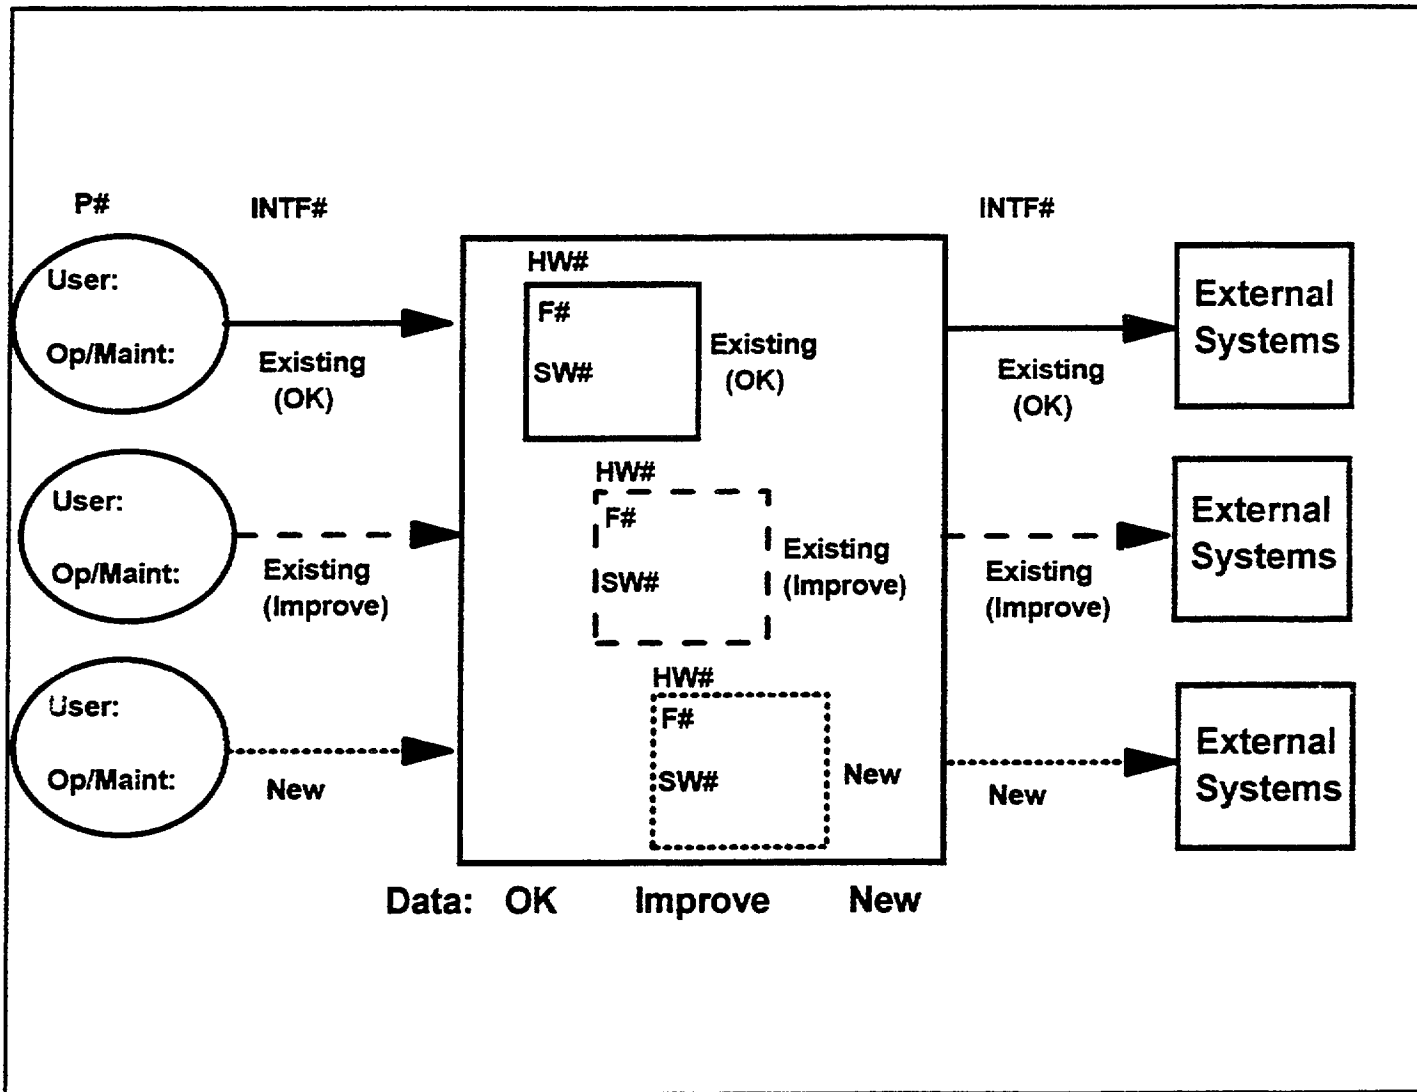 P#
INTF#
User:
Op/Maint:
Existing
(OK)
User:
Op/Maint:
Existing
(Improve)
User:
Op/Maint:
New
HW#
F#
SW#
Existing
(OK)
HW#
F#
SW#
Existing
(Improve)
HW#
F#
SW#
New
Data: OK Improve New
INTF#
Existing
(OK)
External
Systems
Existing
(Improve)
External
Systems
New
External
Systems